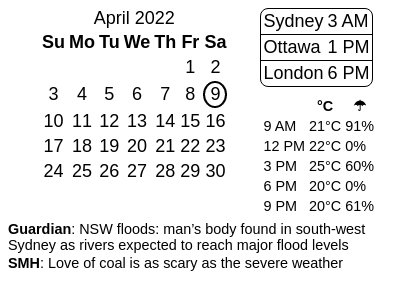 April 2022
Su Mo Tu We Th Fr Sa
1 2
3 4 5 6 7 8 9
10 11 12 13 14 15 16
17 18 19 20 21 22 23
24 25 26 27 28 29 30
Sydney 3 AM
Ottawa 1 PM
London 6 PM
°C ☂
9 AM 21°C 91%
12 PM 22°C 0%
3 PM 25°C 60%
6 PM 20°C 0%
9 PM 20°C 61%
Guardian: NSW floods: man’s body found in south-west
Sydney as rivers expected to reach major flood levels
SMH: Love of coal is as scary as the severe weather